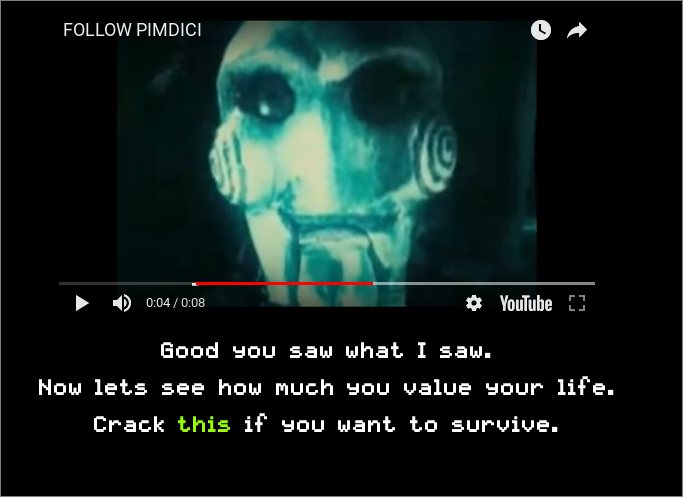 FOLLOW PIMDICI
0:04 / 0:08
YouTube
Good you saw what I saw.
Now lets see how much you value your life.
Crack this if you want to survive.